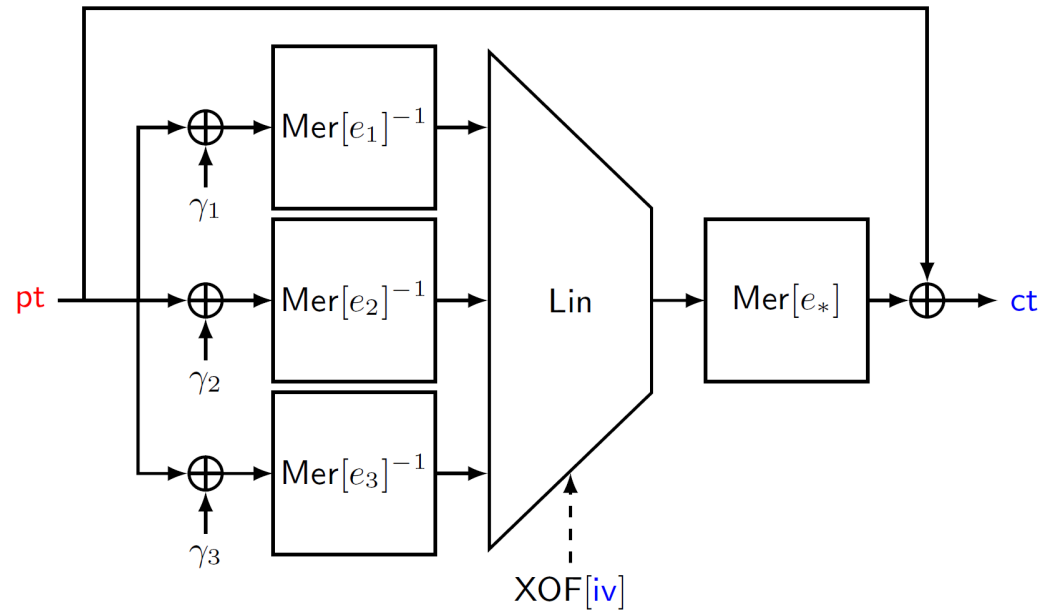 Mer[e₁]⁻¹
γ₁
pt
Mer[e₂]⁻¹
Lin
Mer[e∗]
ct
γ₂
Mer[e₃]⁻¹
γ₃
XOF[iv]